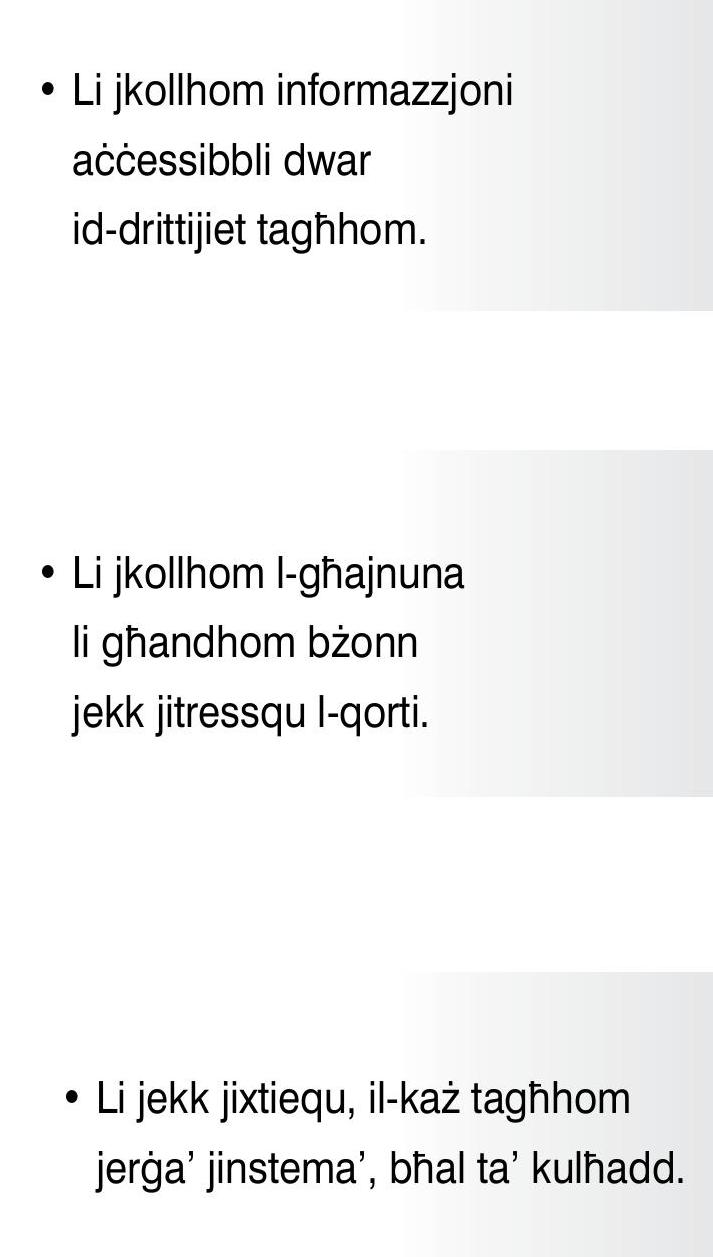 • Li jkollhom informazzjoni
aċċessibbli dwar
id-drittijiet tagħhom.
• Li jkollhom l-għajnuna
li għandhom bżonn
jekk jitressqu l-qorti.
• Li jekk jixtiequ, il-każ tagħhom
jerġa’ jinstema’, bħal ta’ kulħadd.